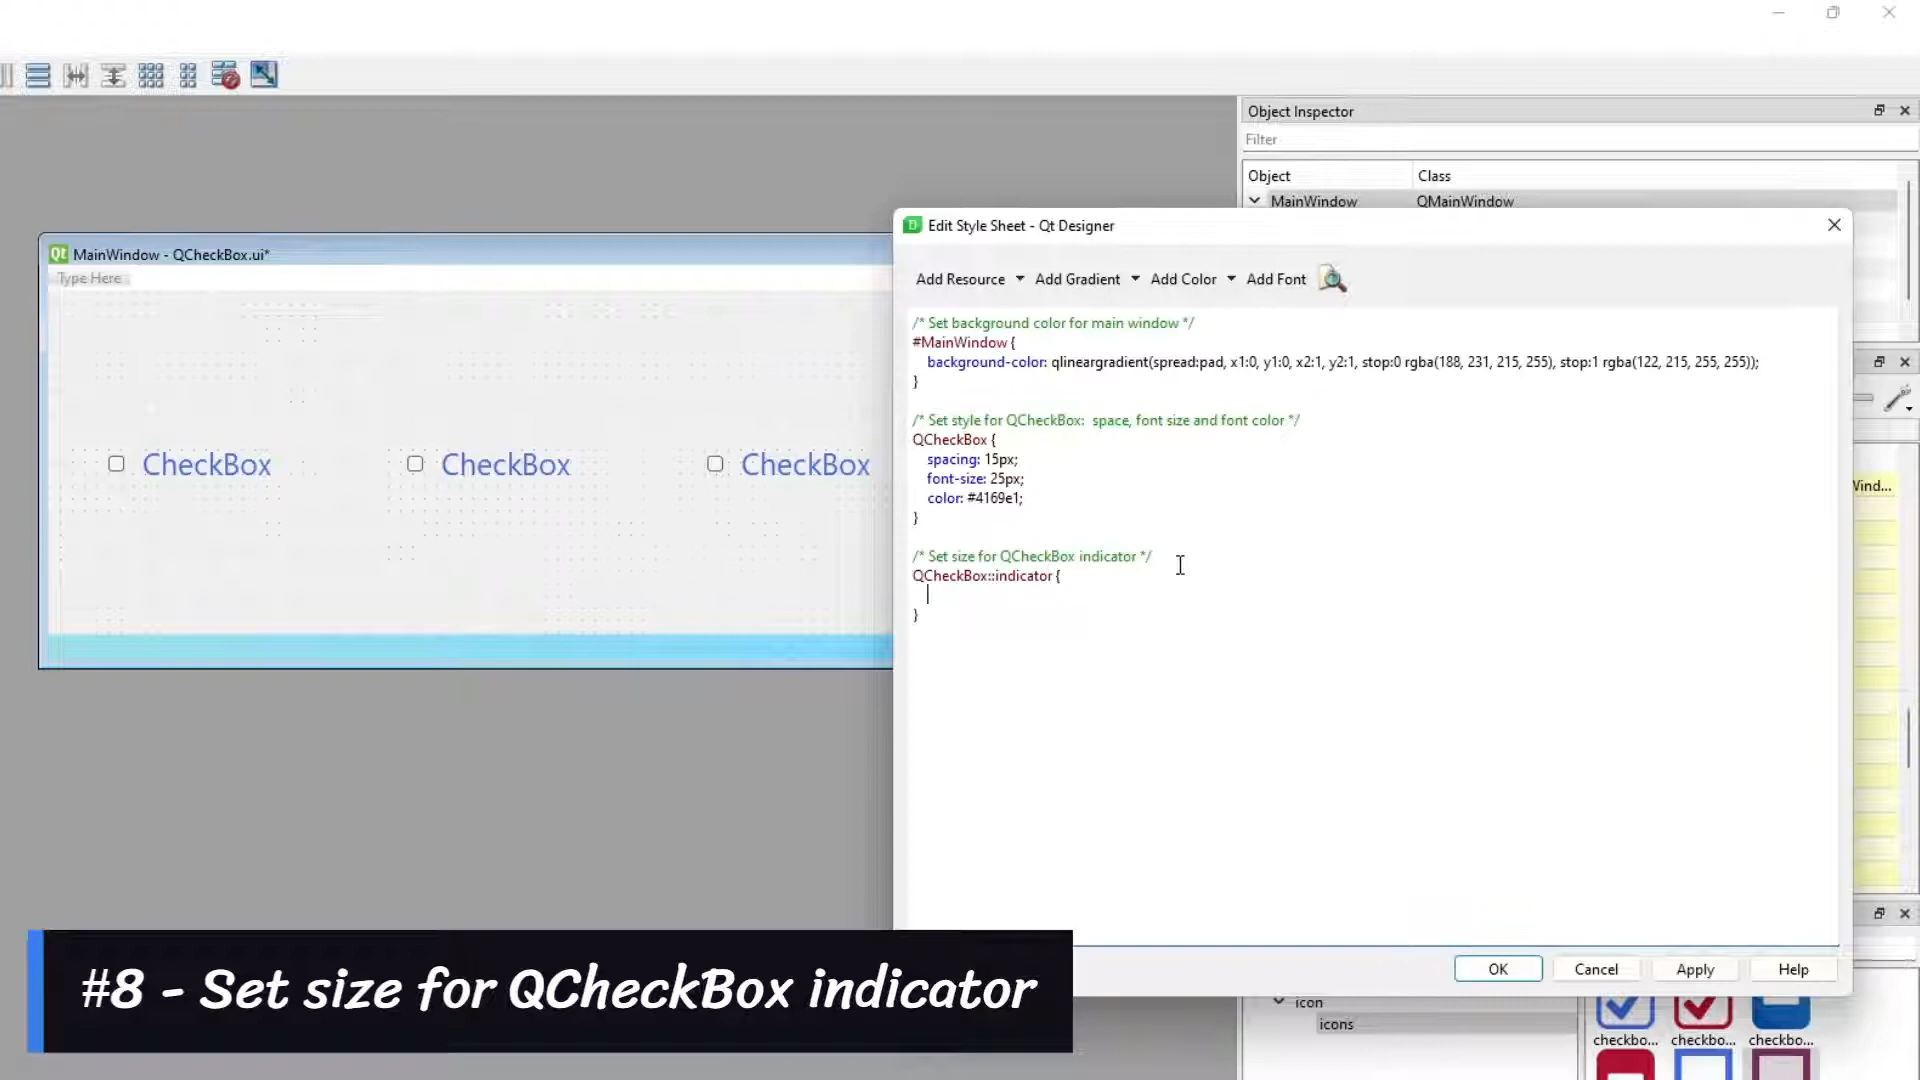 Object Inspector
Filter
Object Class
MainWindow QMainWindow
Edit Style Sheet - Qt Designer
MainWindow - QCheckBox.ui*
Type Here
Add Resource Add Gradient Add Color Add Font
/* Set background color for main window */
#MainWindow {
background-color: qlineargradient(spread:pad, x1:0, y1:0, x2:1, y2:1, stop:0 rgba(188, 231, 215, 255), stop:1 rgba(122, 215, 255, 255));
}
/* Set style for QCheckBox:  space, font size and font color */
QCheckBox {
spacing: 15px;
font-size: 25px;
color: #4169e1;
}
CheckBox CheckBox CheckBox
Vind...
/* Set size for QCheckBox indicator */
QCheckBox::indicator {
}
OK Cancel Apply Help
#8 - Set size for QCheckBox indicator
icon
icons
checkbo... checkbo... checkbo...